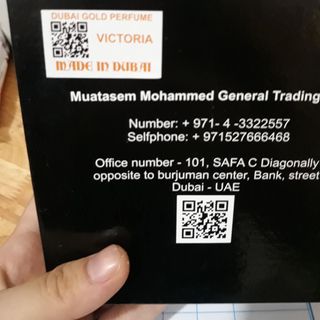 DUBAI GOLD PERFUME
VICTORIA
MADE IN DUBAI
Muatasem Mohammed General Trading
Number: + 971- 4 -3322557
Selfphone: + 971527666468
Office number - 101, SAFA C Diagonally
opposite to burjuman center, Bank, street
Dubai - UAE